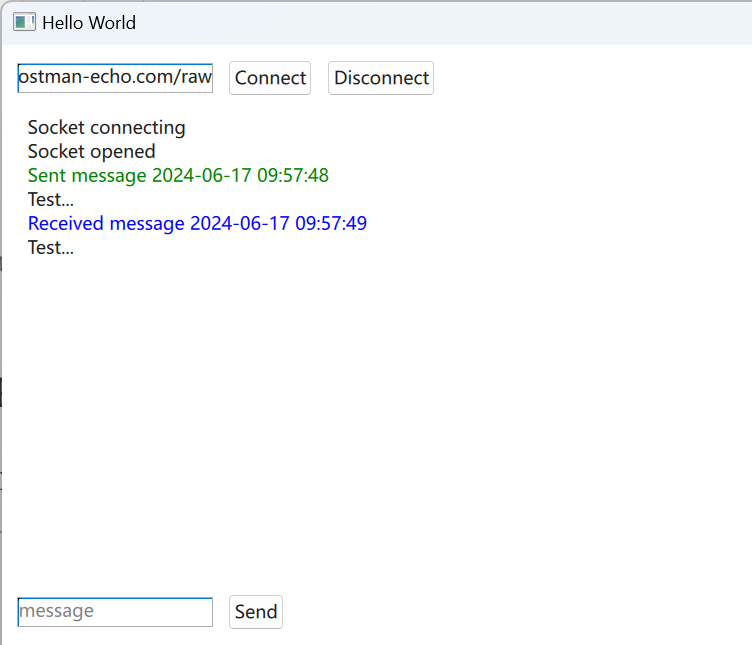 Hello World
ostman-echo.com/raw Connect Disconnect
Socket connecting
Socket opened
Sent message 2024-06-17 09:57:48
Test...
Received message 2024-06-17 09:57:49
Test...
message Send